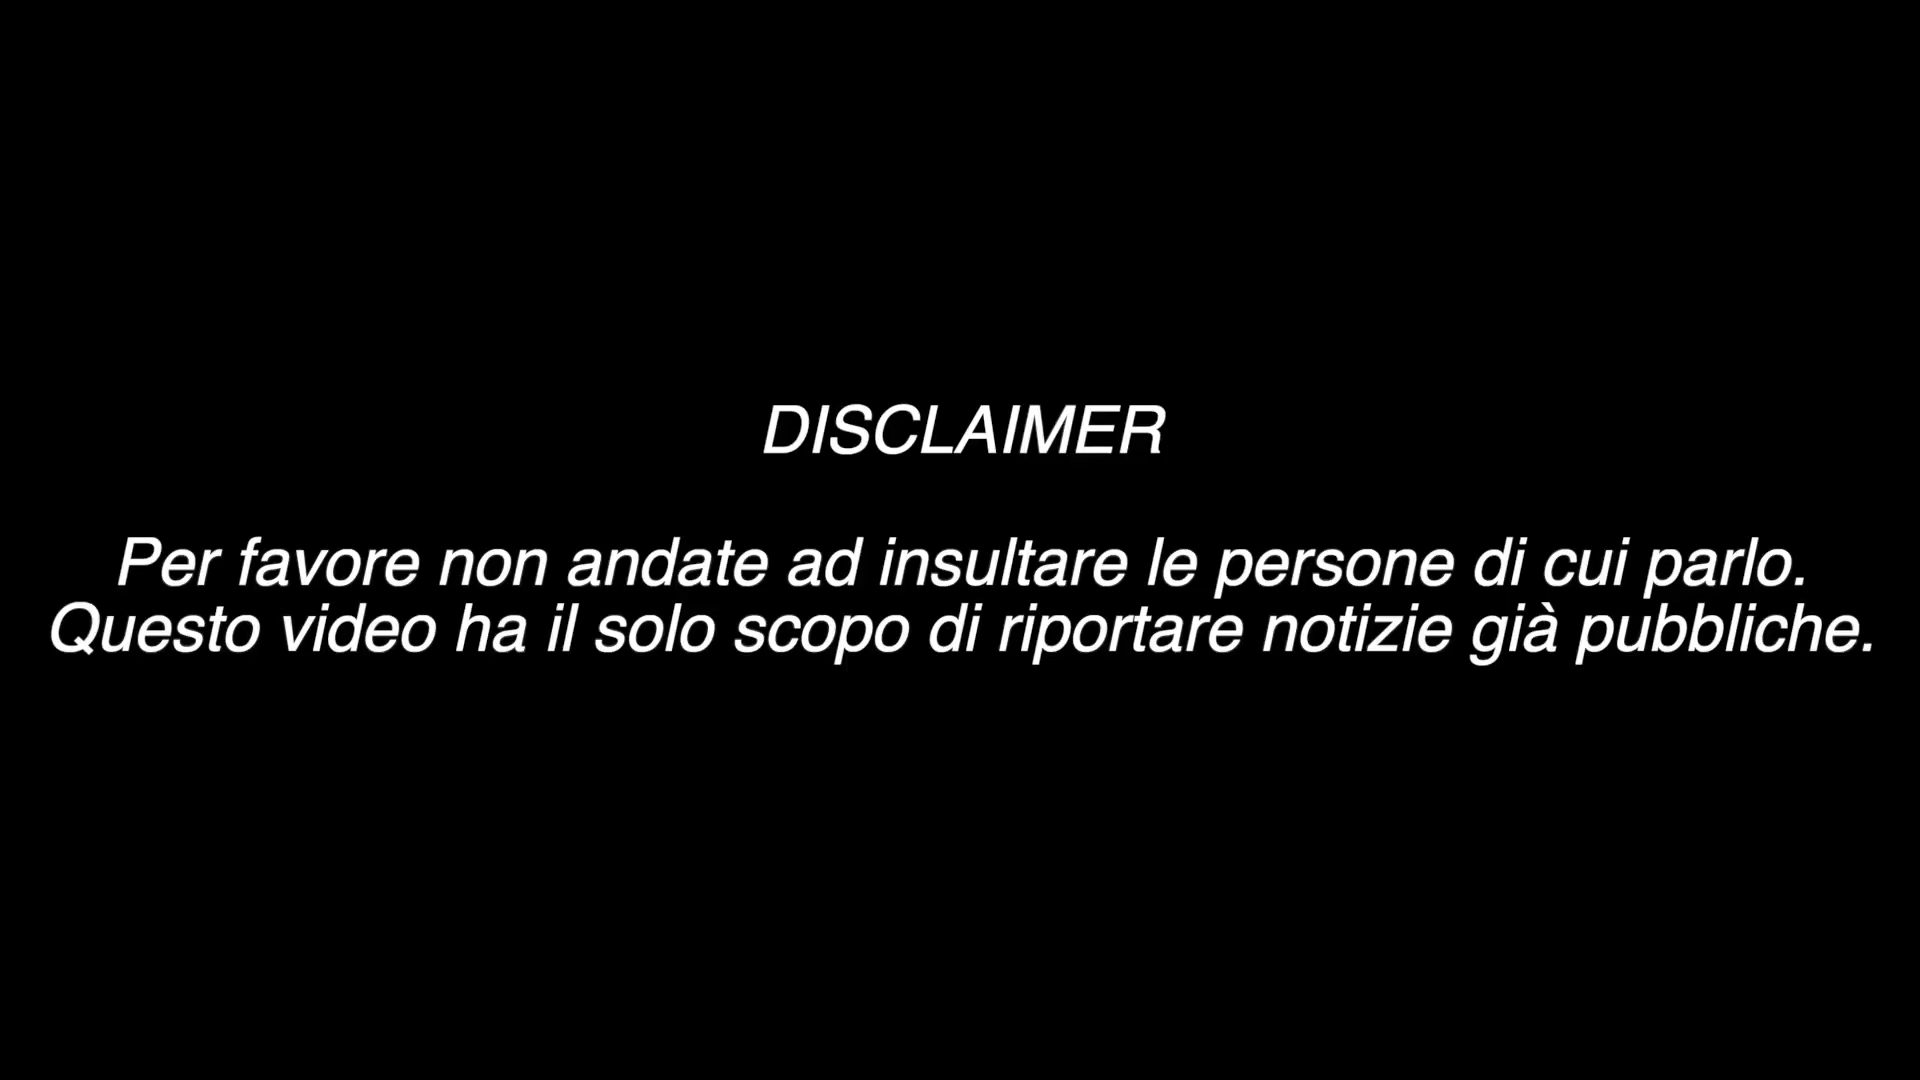 DISCLAIMER
Per favore non andate ad insultare le persone di cui parlo.
Questo video ha il solo scopo di riportare notizie già pubbliche.